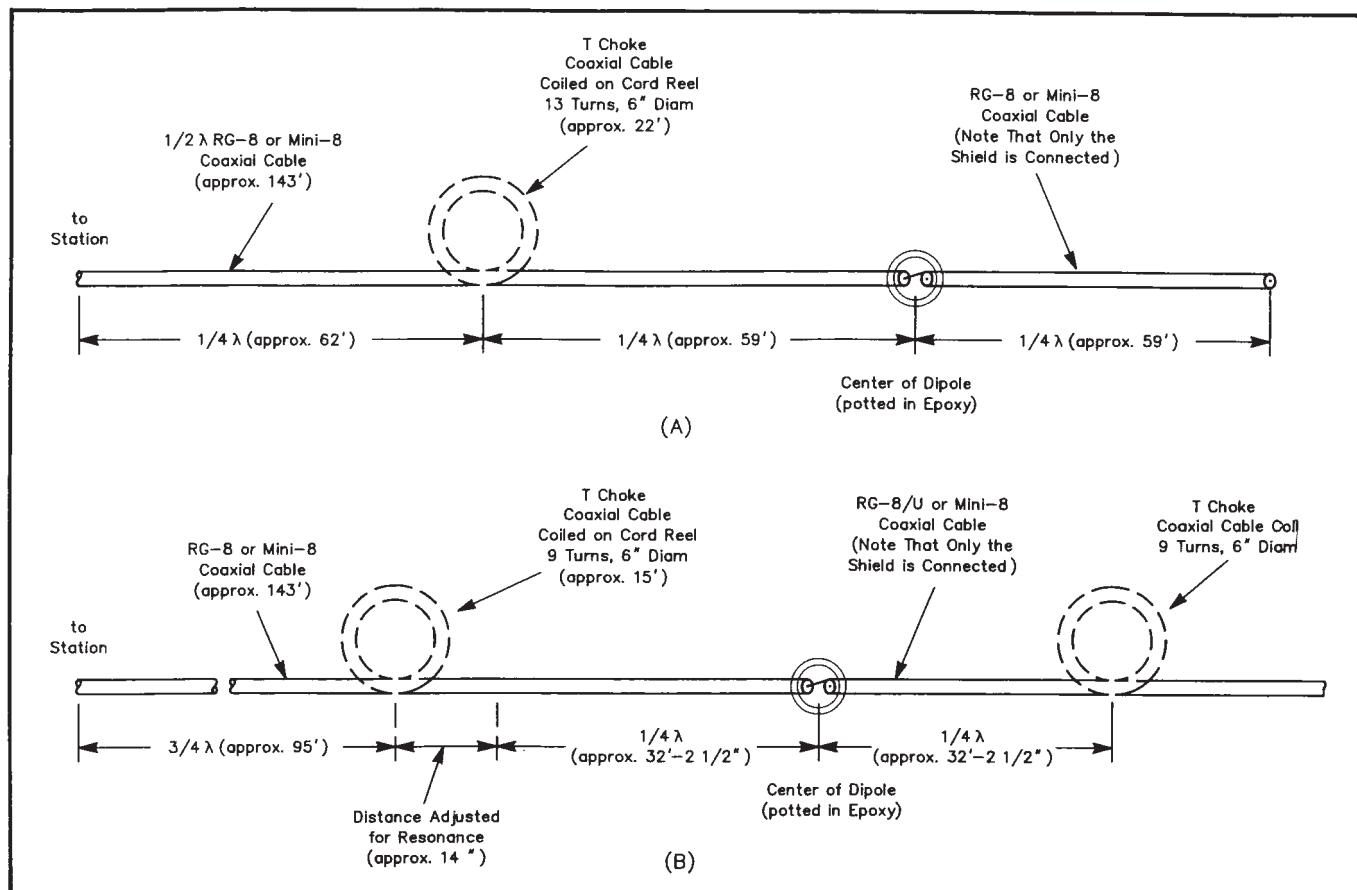 T Choke
Coaxial Cable
Coiled on Cord Reel
13 Turns, 6" Diam
(approx. 22')
RG-8 or Mini-8
Coaxial Cable
(Note That Only the
Shield is Connected)
1/2 λ RG-8 or Mini-8
Coaxial Cable
(approx. 143')
to
Station
1/4 λ (approx. 62')
1/4 λ (approx. 59')
1/4 λ (approx. 59')
Center of Dipole
(potted in Epoxy)
(A)
T Choke
Coaxial Cable
Coiled on Cord Reel
9 Turns, 6" Diam
(approx. 15')
RG-8/U or Mini-8
Coaxial Cable
(Note That Only the
Shield is Connected)
T Choke
Coaxial Cable Coil
9 Turns, 6" Diam
RG-8 or Mini-8
Coaxial Cable
(approx. 143')
to
Station
3/4 λ (approx. 95')
1/4 λ
(approx. 32'-2 1/2")
1/4 λ
(approx. 32'-2 1/2")
Center of Dipole
(potted in Epoxy)
Distance Adjusted
for Resonance
(approx. 14 ")
(B)